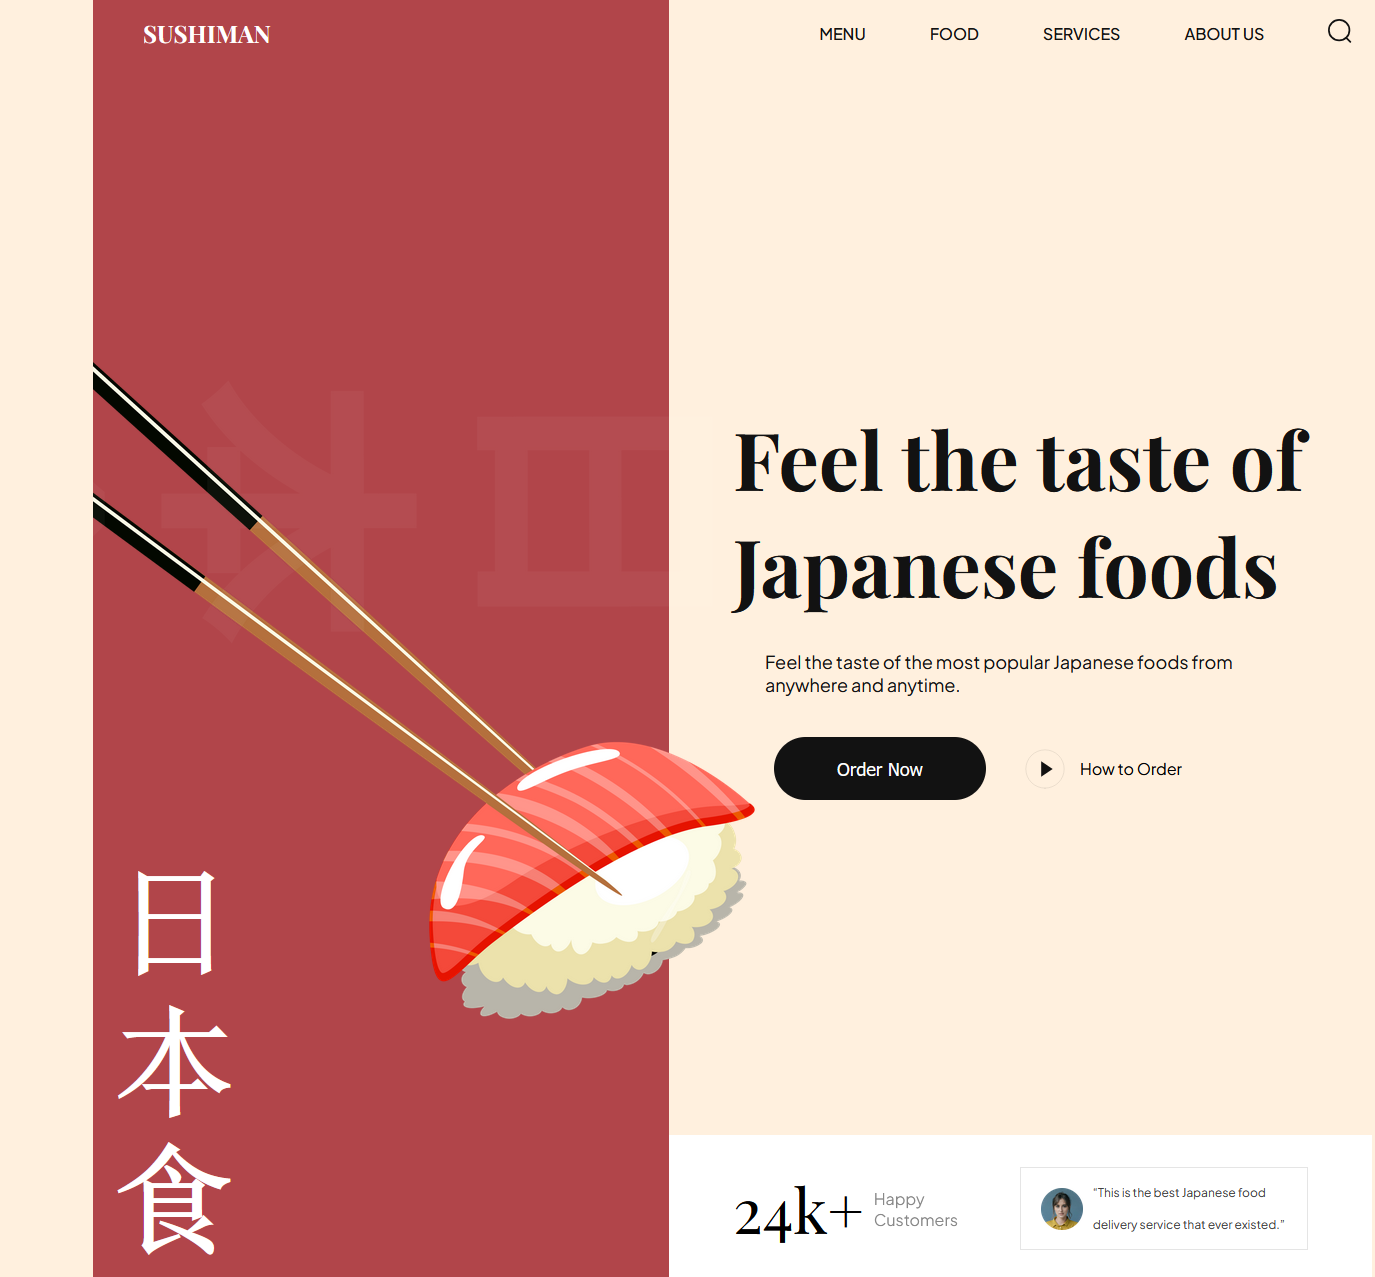 SUSHIMAN
MENU
FOOD
SERVICES
ABOUT US
Feel the taste of
Japanese foods
Feel the taste of the most popular Japanese foods from
anywhere and anytime.
Order Now
How to Order
日
本
食
24k+
Happy
Customers
"This is the best Japanese food
delivery service that ever existed."